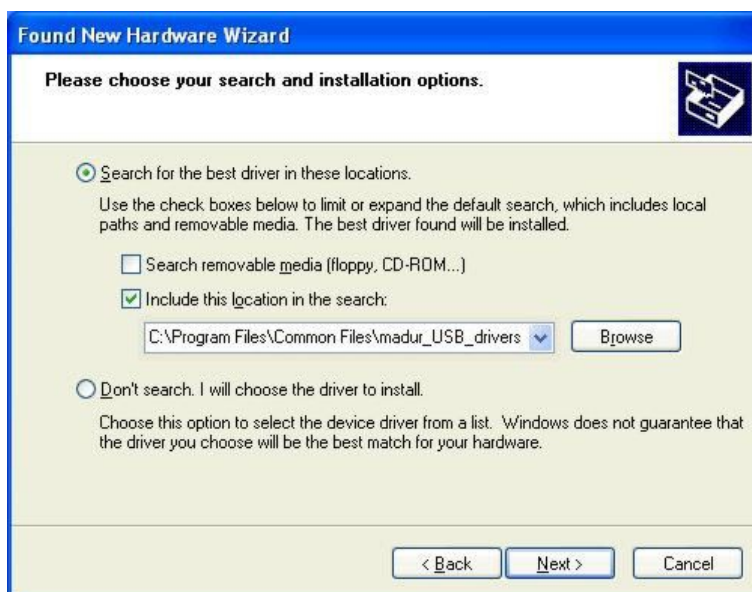 Found New Hardware Wizard
Please choose your search and installation options.
Search for the best driver in these locations.
Use the check boxes below to limit or expand the default search, which includes local
paths and removable media. The best driver found will be installed.
Search removable media (floppy, CD-ROM...)
Include this location in the search:
C:\Program Files\Common Files\madur_USB_drivers
Browse
Don't search. I will choose the driver to install.
Choose this option to select the device driver from a list. Windows does not guarantee that
the driver you choose will be the best match for your hardware.
< Back Next > Cancel